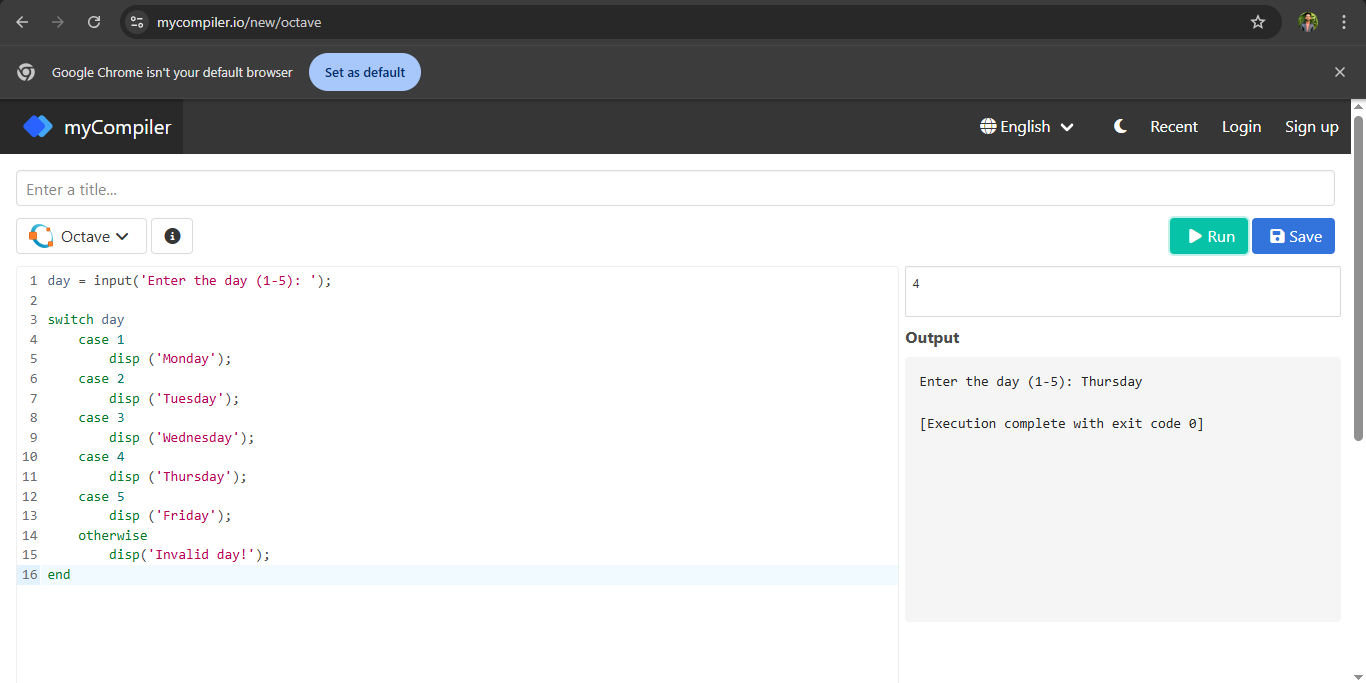 mycompiler.io/new/octave
Google Chrome isn't your default browser
Set as default
myCompiler
English
Recent
Login
Sign up
Enter a title...
Octave
Run
Save
1 day = input('Enter the day (1-5): ');
2
3 switch day
4     case 1
5         disp ('Monday');
6     case 2
7         disp ('Tuesday');
8     case 3
9         disp ('Wednesday');
10     case 4
11         disp ('Thursday');
12     case 5
13         disp ('Friday');
14     otherwise
15         disp('Invalid day!');
16 end
4
Output
Enter the day (1-5): Thursday
[Execution complete with exit code 0]